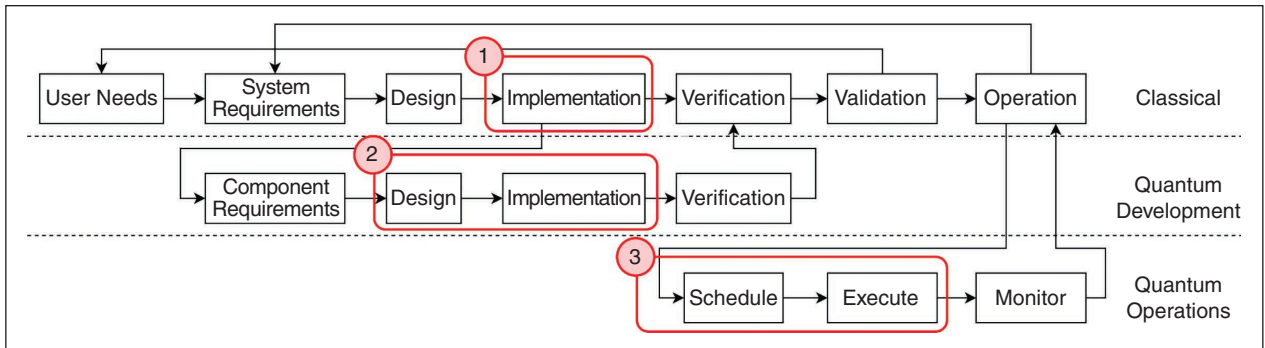 1
User Needs
System
Requirements
Design
Implementation
Verification
Validation
Operation
Classical
2
Component
Requirements
Design
Implementation
Verification
Quantum
Development
3
Schedule
Execute
Monitor
Quantum
Operations